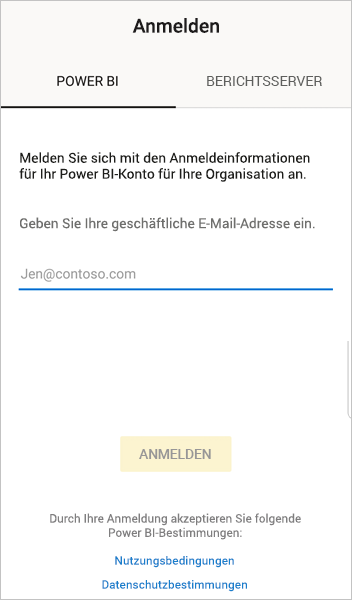 Anmelden
POWER BI
BERICHTSSERVER
Melden Sie sich mit den Anmeldeinformationen
für Ihr Power BI-Konto für Ihre Organisation an.
Geben Sie Ihre geschäftliche E-Mail-Adresse ein.
Jen@contoso.com
ANMELDEN
Durch Ihre Anmeldung akzeptieren Sie folgende
Power BI-Bestimmungen:
Nutzungsbedingungen
Datenschutzbestimmungen